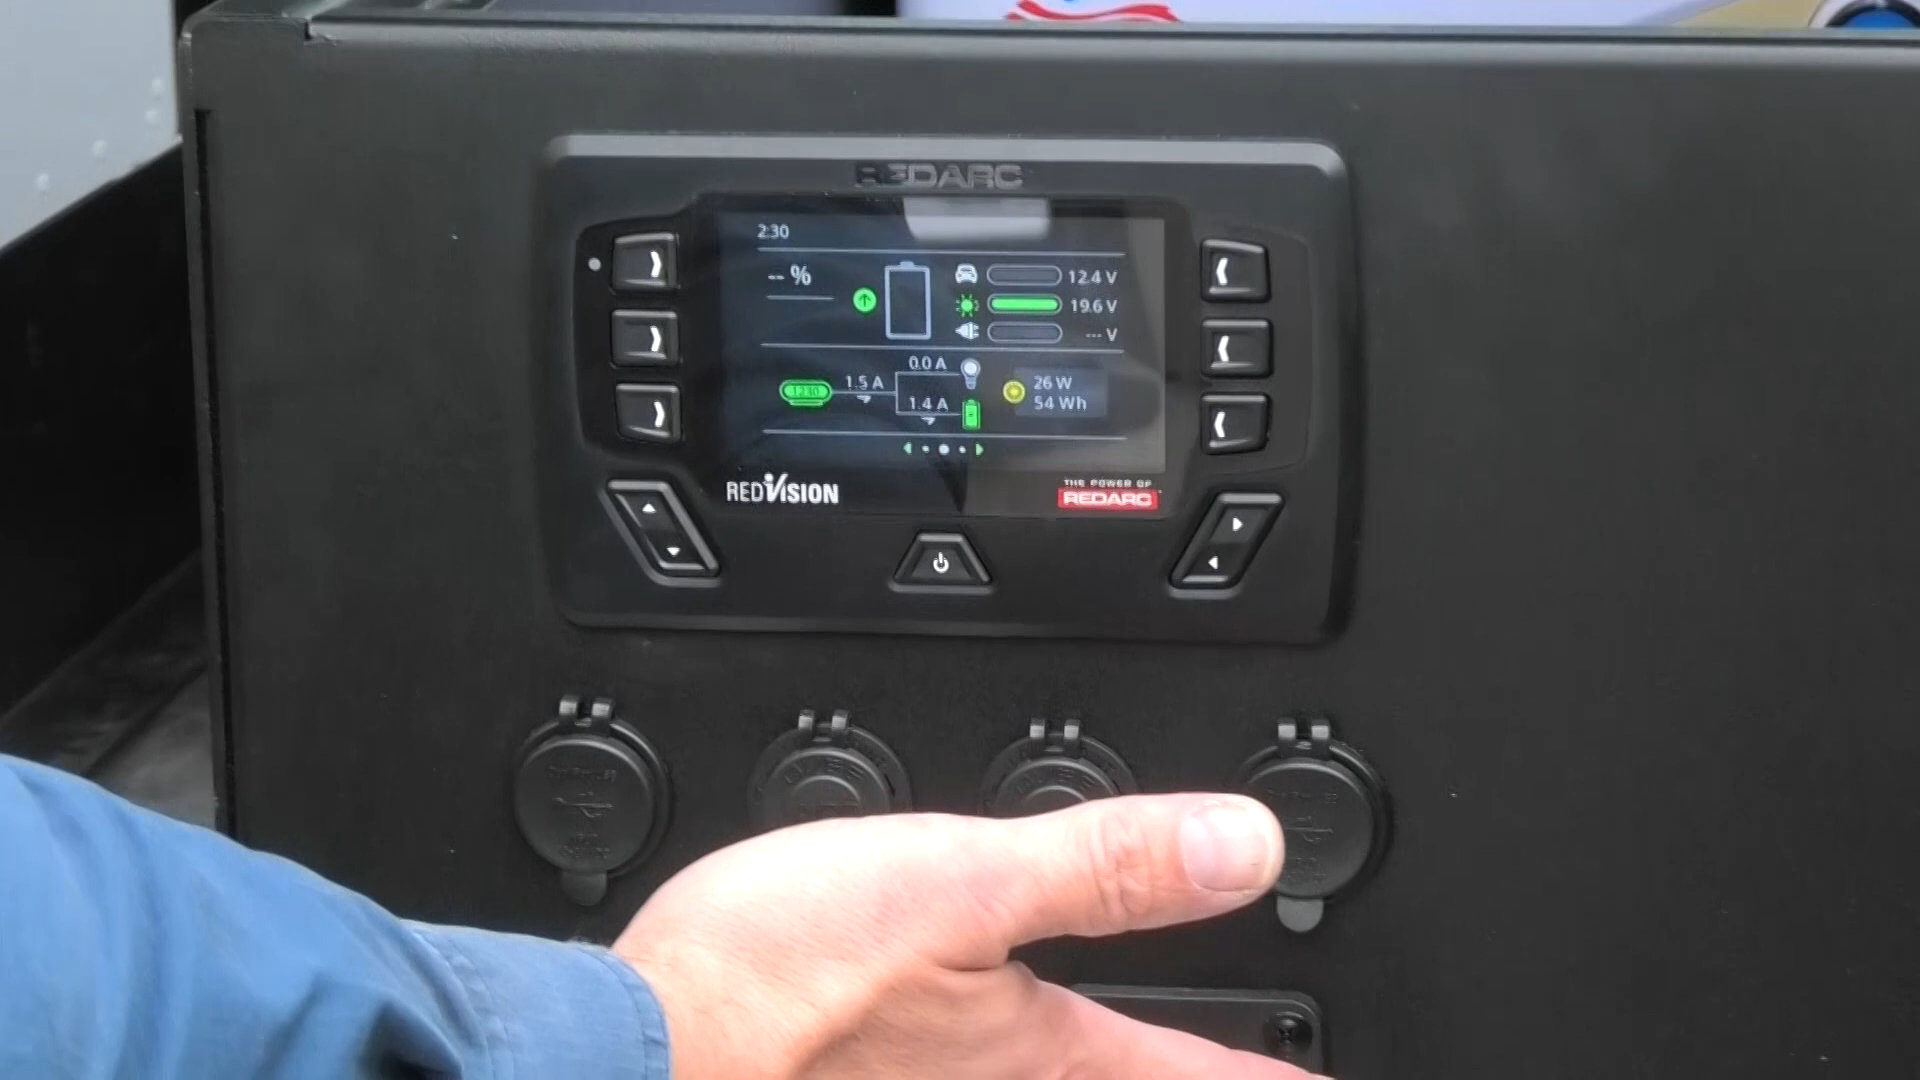 REDARC
2:30
-- %
12.4 V
19.6 V
--- V
0.0 A
1.5 A
1230
1.4 A
26 W
54 Wh
REDVISION
THE POWER OF
REDARC